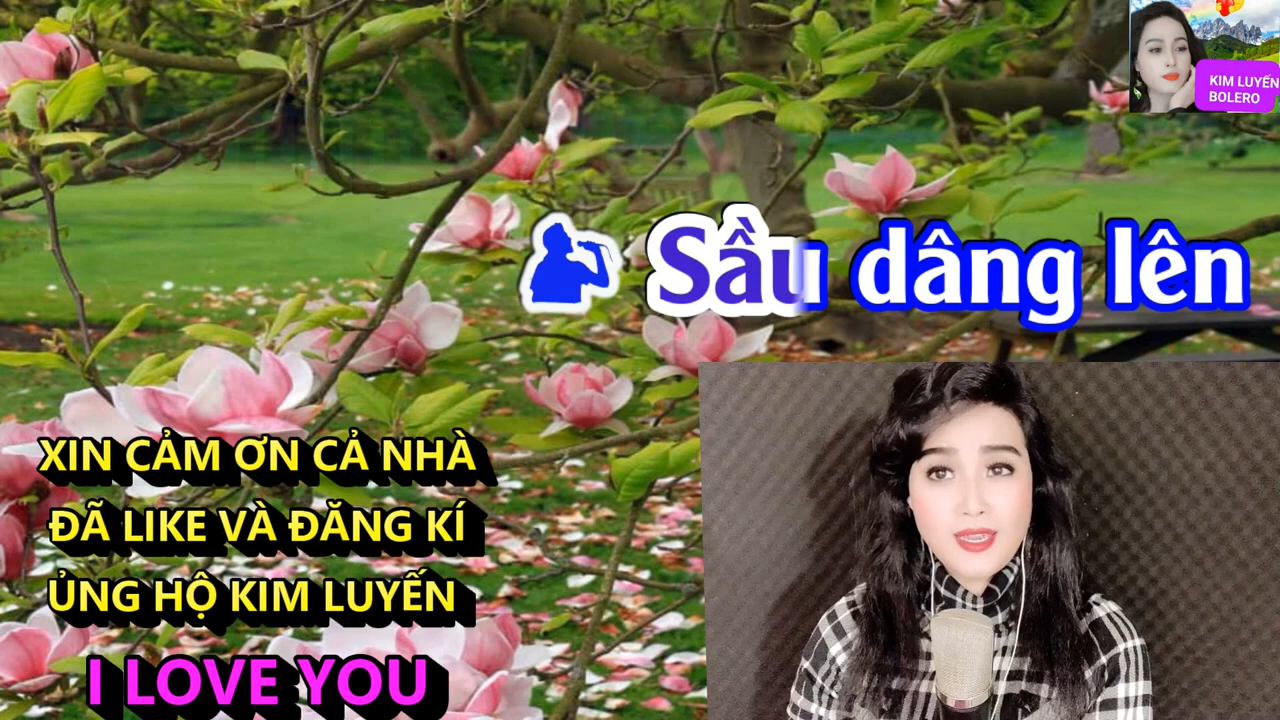 KIM LUYẾN
BOLERO
Sầu dâng lên
XIN CẢM ƠN CẢ NHÀ
ĐÃ LIKE VÀ ĐĂNG KÍ
ỦNG HỘ KIM LUYẾN
I LOVE YOU